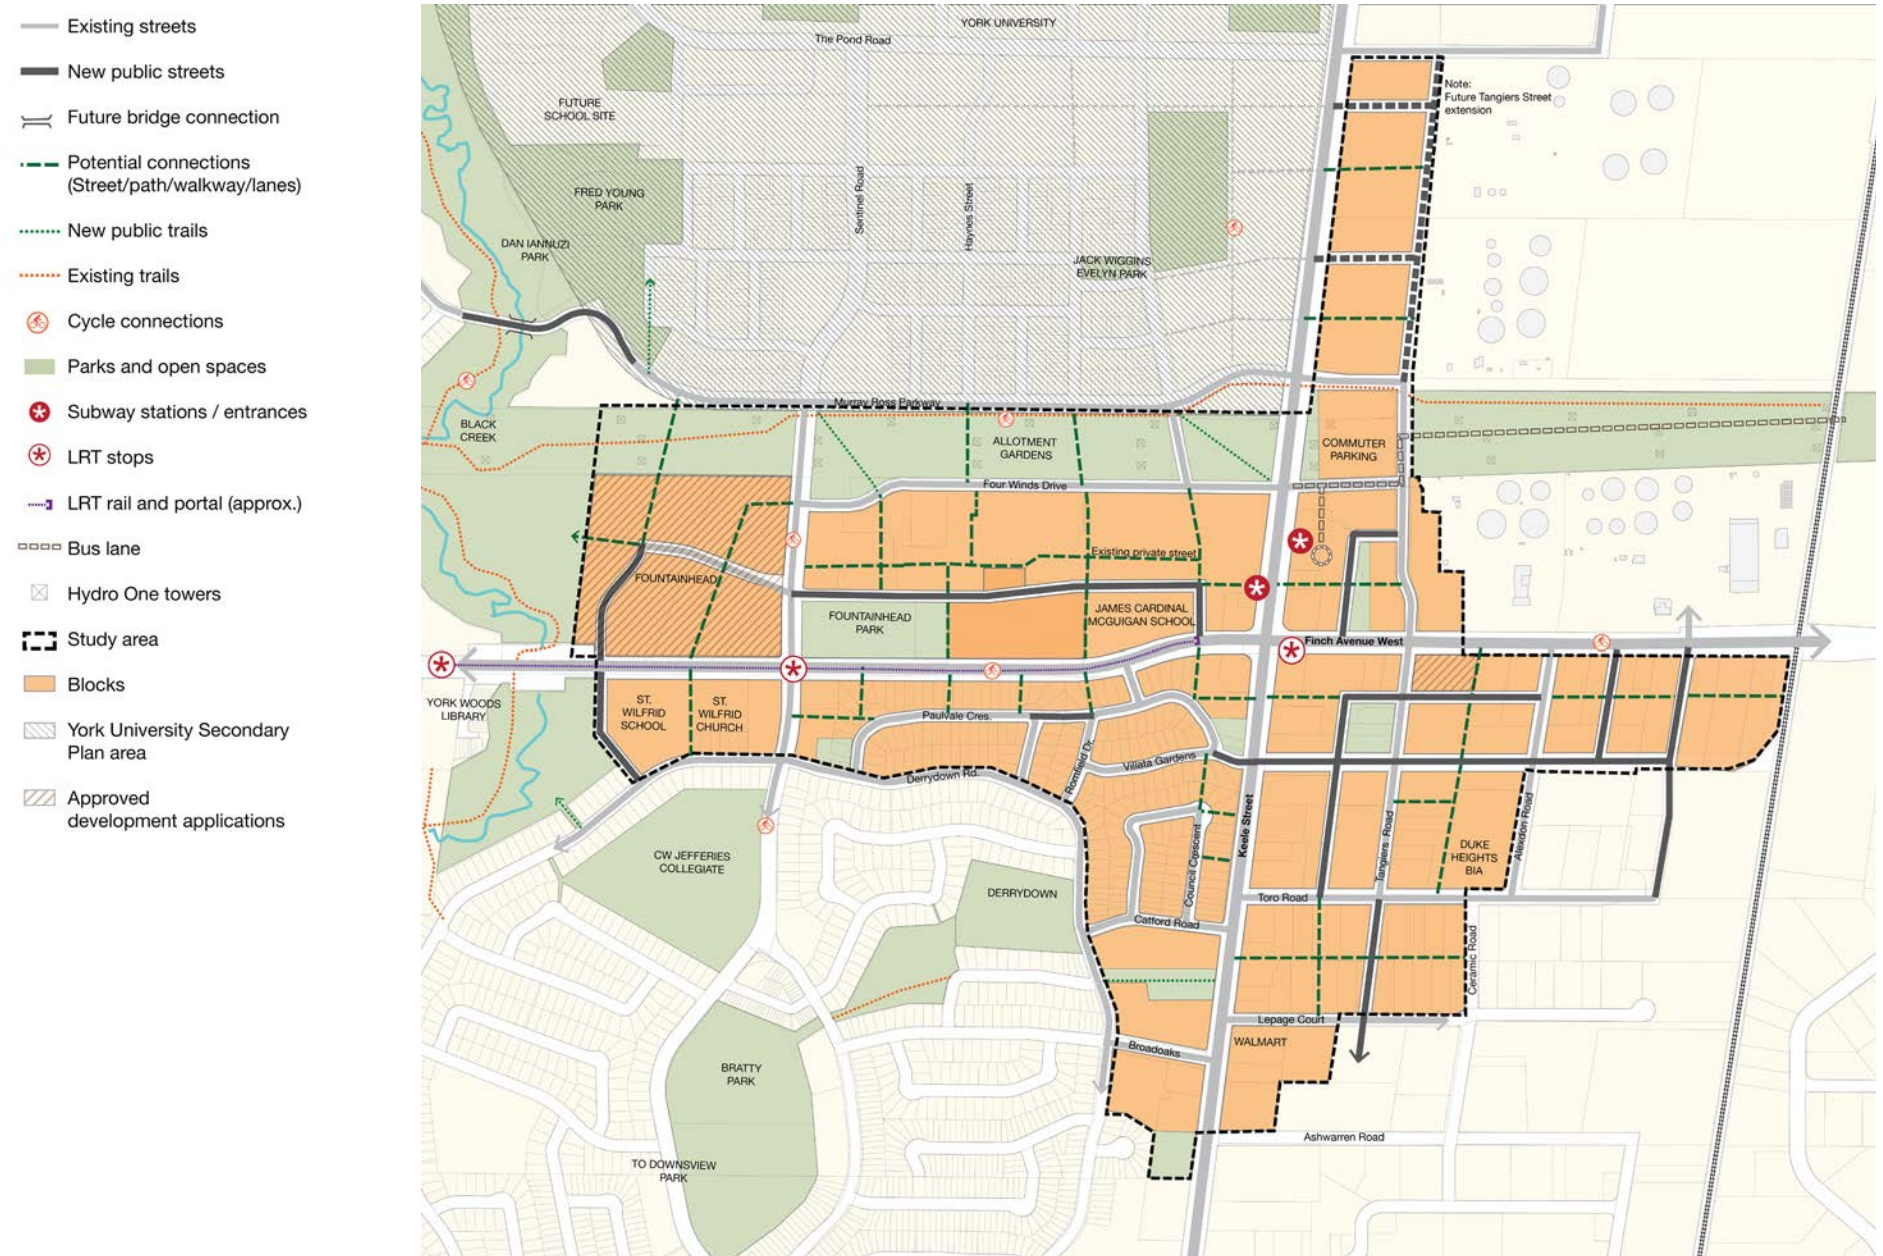 Existing streets
New public streets
Future bridge connection
Potential connections
(Street/path/walkway/lanes)
New public trails
Existing trails
Cycle connections
Parks and open spaces
Subway stations / entrances
LRT stops
LRT rail and portal (approx.)
Bus lane
Hydro One towers
Study area
Blocks
York University Secondary
Plan area
Approved
development applications
YORK UNIVERSITY
The Pond Road
Note:
Future Tangiers Street
extension
FUTURE
SCHOOL SITE
FRED YOUNG
PARK
Sentinel Road
Haynes Street
DAN IANNUZI
PARK
JACK WIGGINS
EVELYN PARK
Murray Ross Parkway
BLACK
CREEK
ALLOTMENT
GARDENS
COMMUTER
PARKING
Four Winds Drive
Existing private street
FOUNTAINHEAD
FOUNTAINHEAD
PARK
JAMES CARDINAL
MCGUIGAN SCHOOL
Finch Avenue West
YORK WOODS
LIBRARY
ST.
WILFRID
SCHOOL
ST.
WILFRID
CHURCH
Paulvale Cres.
Romfield Dr.
Villata Gardens
Derrydown Rd.
Keele Street
Tangiers Road
Alexdon Road
Council Crescent
CW JEFFERIES
COLLEGIATE
DUKE
HEIGHTS
BIA
DERRYDOWN
Toro Road
Catford Road
Ceramic Road
Lepage Court
WALMART
Broadoaks
BRATTY
PARK
Ashwarren Road
TO DOWNSVIEW
PARK